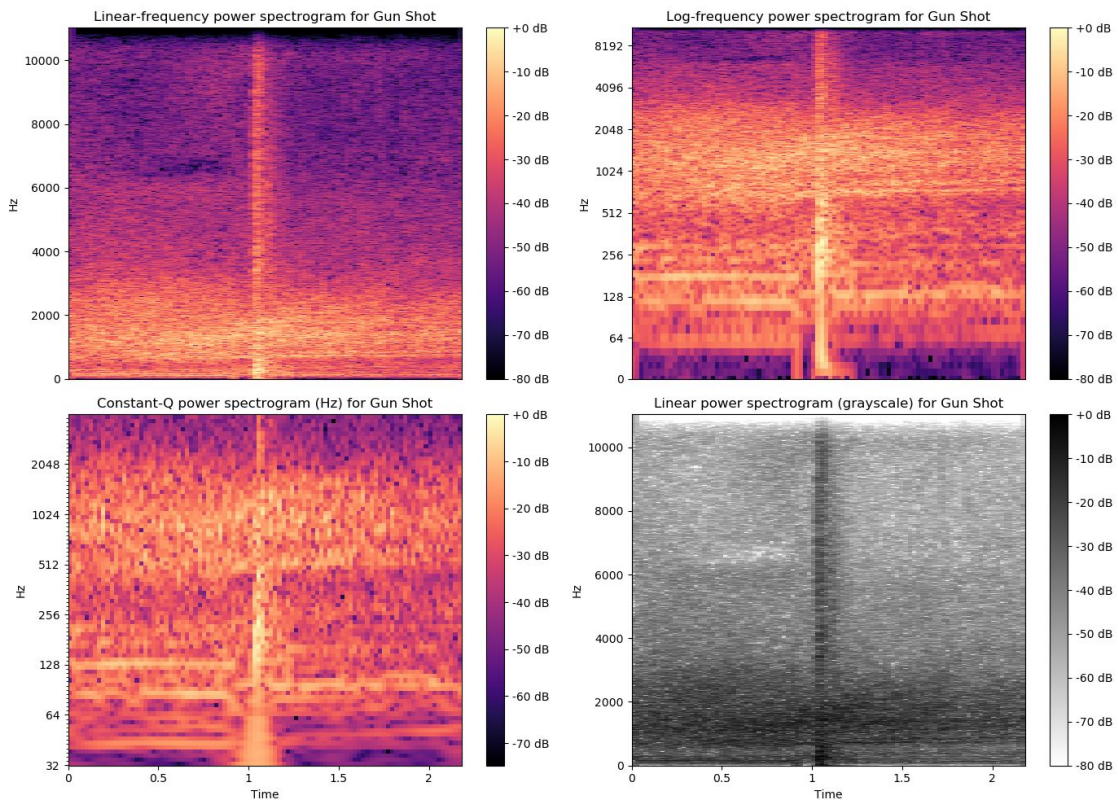 Linear-frequency power spectrogram for Gun Shot
Hz
10000
8000
6000
4000
2000
0
+0 dB
-10 dB
-20 dB
-30 dB
-40 dB
-50 dB
-60 dB
-70 dB
-80 dB
Log-frequency power spectrogram for Gun Shot
Hz
8192
4096
2048
1024
512
256
128
64
0
+0 dB
-10 dB
-20 dB
-30 dB
-40 dB
-50 dB
-60 dB
-70 dB
-80 dB
Constant-Q power spectrogram (Hz) for Gun Shot
Hz
2048
1024
512
256
128
64
32
0 0.5 1 1.5 2
Time
+0 dB
-10 dB
-20 dB
-30 dB
-40 dB
-50 dB
-60 dB
-70 dB
Linear power spectrogram (grayscale) for Gun Shot
Hz
10000
8000
6000
4000
2000
0
0 0.5 1 1.5 2
Time
+0 dB
-10 dB
-20 dB
-30 dB
-40 dB
-50 dB
-60 dB
-70 dB
-80 dB